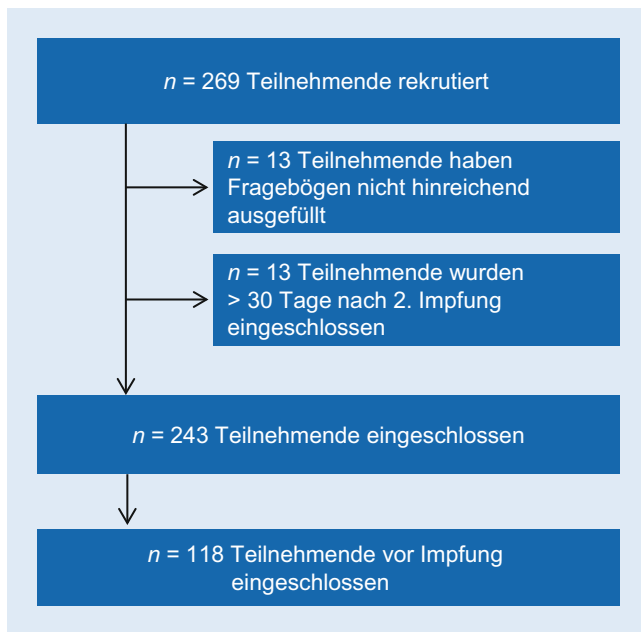 n = 269 Teilnehmende rekrutiert
n = 13 Teilnehmende haben
Fragebögen nicht hinreichend
ausgefüllt
n = 13 Teilnehmende wurden
> 30 Tage nach 2. Impfung
eingeschlossen
n = 243 Teilnehmende eingeschlossen
n = 118 Teilnehmende vor Impfung
eingeschlossen